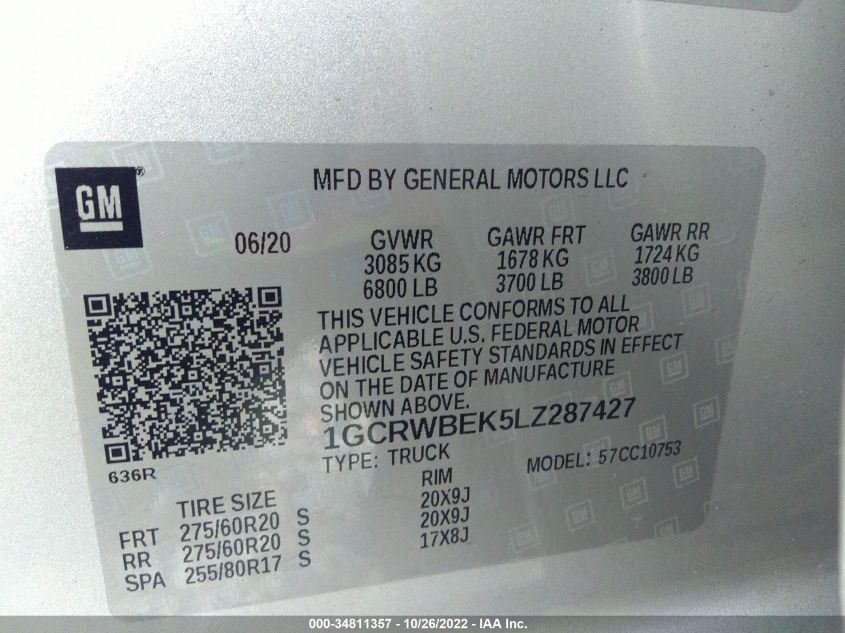 GM
®
MFD BY GENERAL MOTORS LLC
06/20 GVWR GAWR FRT GAWR RR
3085 KG 1678 KG 1724 KG
6800 LB 3700 LB 3800 LB
THIS VEHICLE CONFORMS TO ALL
APPLICABLE U.S. FEDERAL MOTOR
VEHICLE SAFETY STANDARDS IN EFFECT
ON THE DATE OF MANUFACTURE
SHOWN ABOVE.
1GCRWBEK5LZ287427
TYPE: TRUCK MODEL: 57CC10753
636R
TIRE SIZE RIM
FRT 275/60R20 S 20X9J
RR 275/60R20 S 20X9J
SPA 255/80R17 S 17X8J
000-34811357 - 10/26/2022 - IAA Inc.